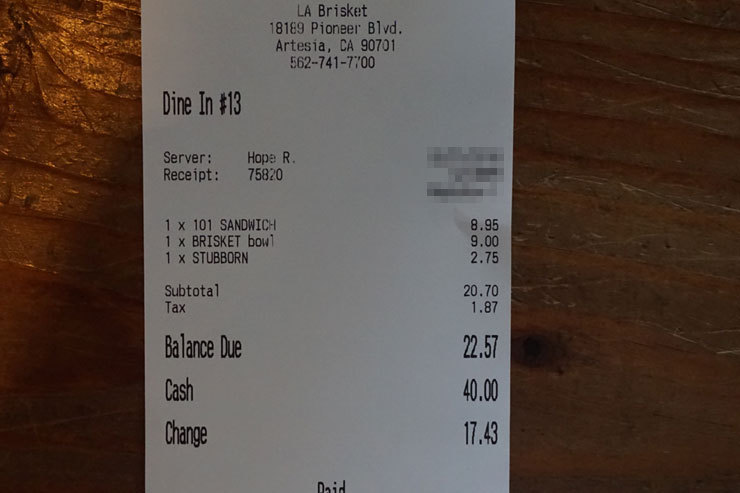 LA Brisket
18189 Pioneer Blvd.
Artesia, CA 90701
562-741-7700
Dine In #13
Server: Hope R.
Receipt: 75820
1 x 101 SANDWICH 8.95
1 x BRISKET bowl 9.00
1 x STUBBORN 2.75
Subtotal 20.70
Tax 1.87
Balance Due 22.57
Cash 40.00
Change 17.43
Paid